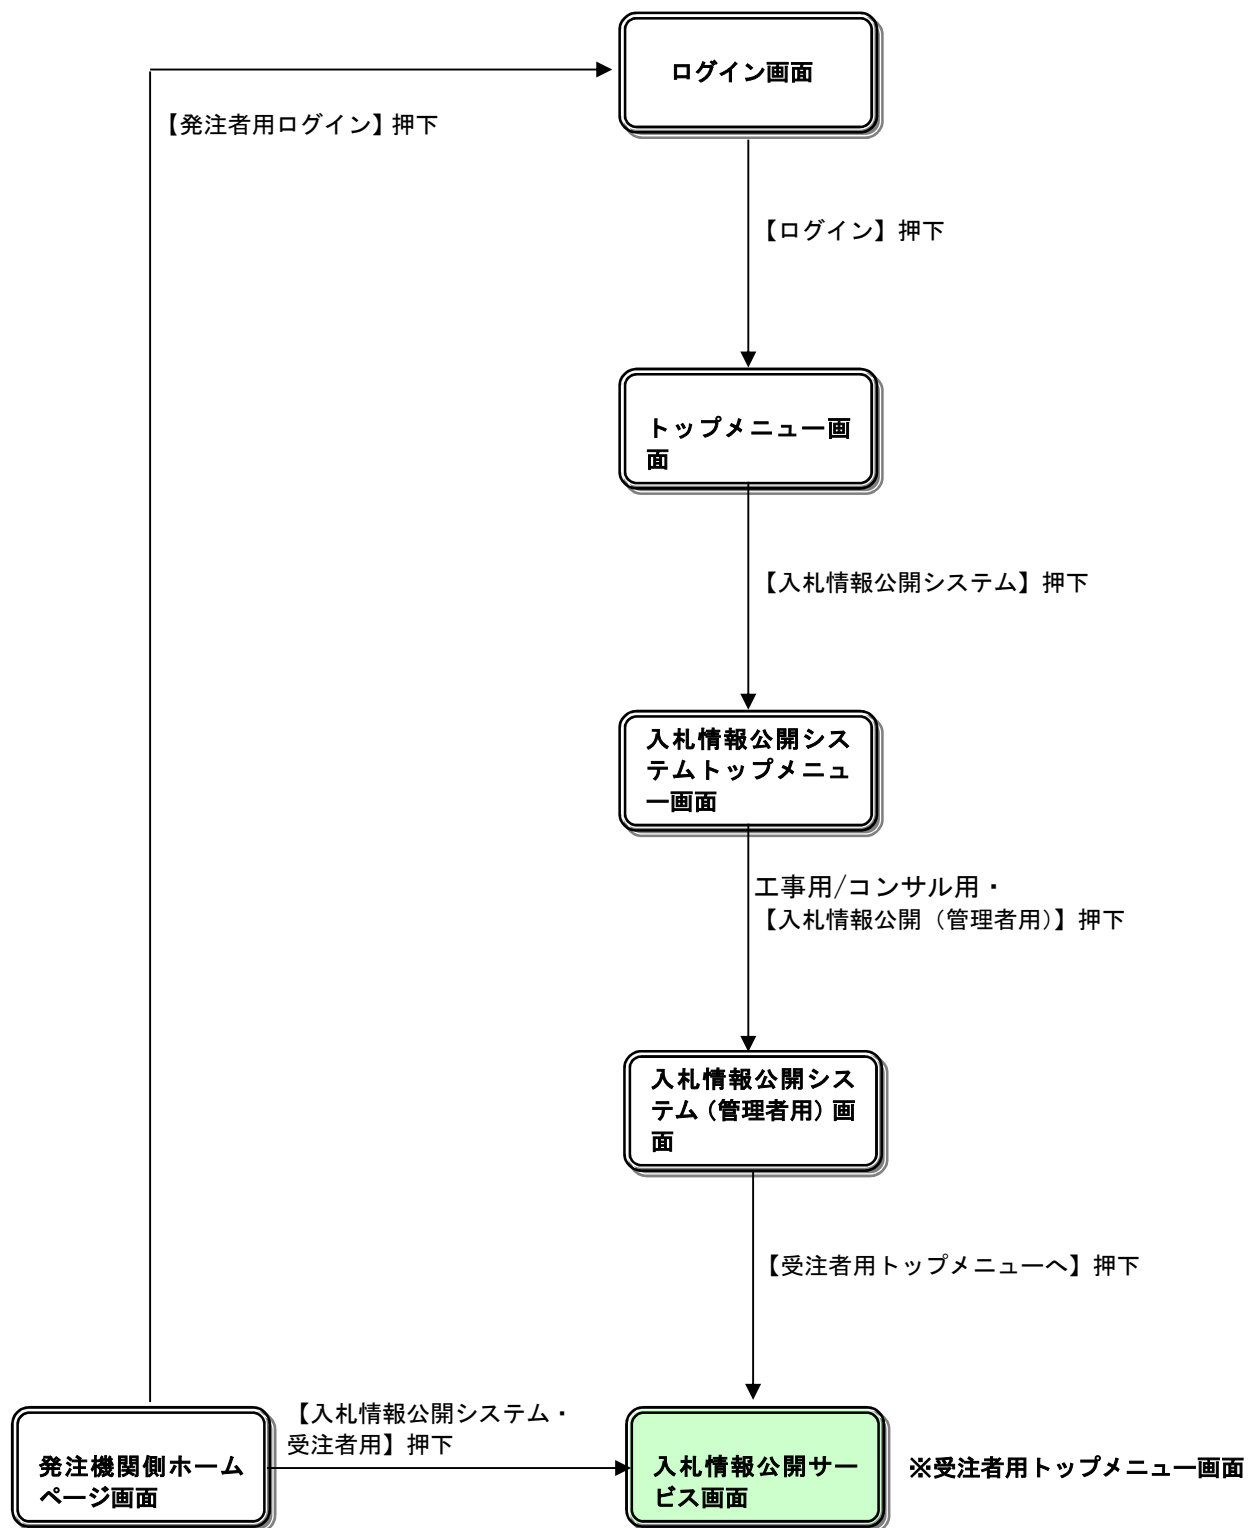 ログイン画面
【発注者用ログイン】押下
【ログイン】押下
トップメニュー画
面
【入札情報公開システム】押下
入札情報公開シス
テムトップメニュ
ー画面
工事用/コンサル用・
【入札情報公開（管理者用）】押下
入札情報公開シス
テム（管理者用）画
面
【受注者用トップメニューへ】押下
【入札情報公開システム・
受注者用】押下
発注機関側ホーム
ページ画面
入札情報公開サー
ビス画面
※受注者用トップメニュー画面